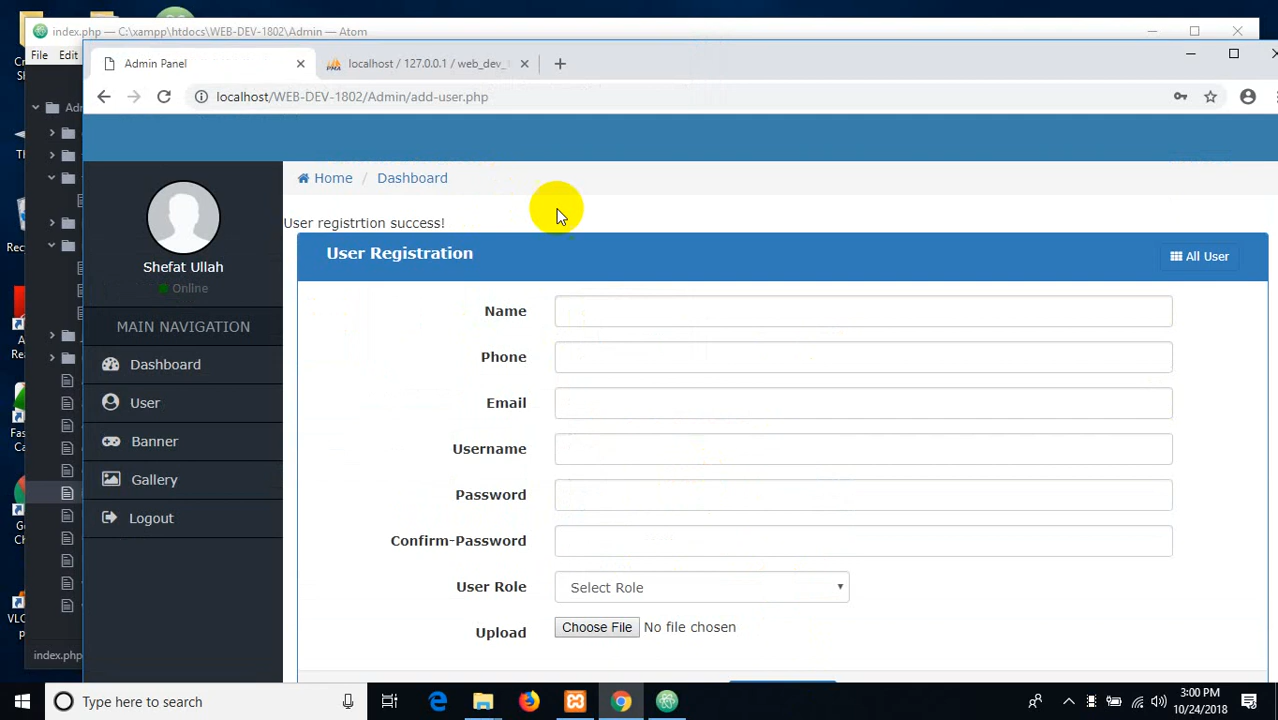 index.php — C:\xampp\htdocs\WEB-DEV-1802\Admin — Atom
File Edit
Admin Panel
localhost / 127.0.0.1 / web_dev_
localhost/WEB-DEV-1802/Admin/add-user.php
Home / Dashboard
User registrtion success!
Shefat Ullah
Online
MAIN NAVIGATION
Dashboard
User
Banner
Gallery
Logout
User Registration
All User
Name
Phone
Email
Username
Password
Confirm-Password
User Role
Select Role
Upload
Choose File No file chosen
index.php
Type here to search
3:00 PM
10/24/2018